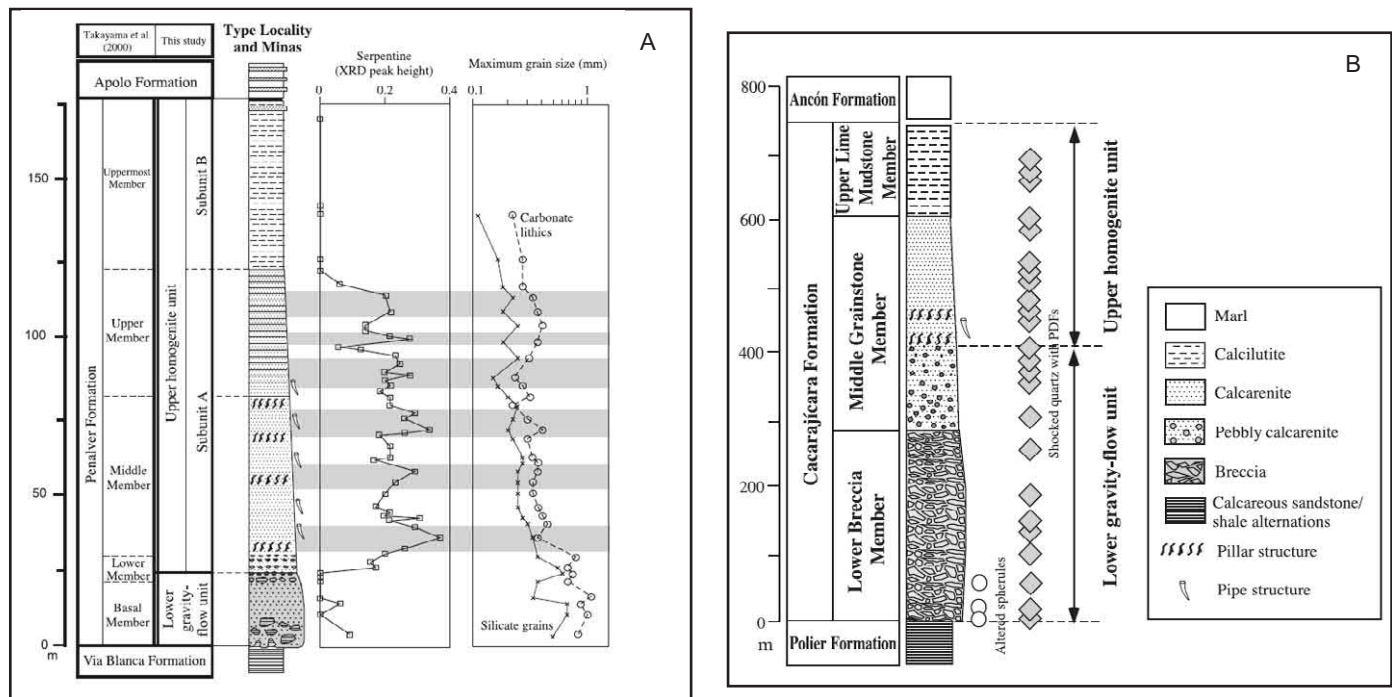 A
Takayama et al.
(2000)
This study
Type Locality
and Minas
Serpentine
(XRD peak height)
Maximum grain size (mm)
0
0.2
0.4
0.1
1
Apolo Formation
150
100
50
0
m
Penalver Formation
Uppermost
Member
Upper
Member
Middle
Member
Lower
Member
Basal
Member
Upper homogenite unit
Subunit B
Subunit A
Lower
gravity-
flow unit
Via Blanca Formation
Carbonate
lithics
Silicate grains
B
800
600
400
200
0
m
Ancón Formation
Cacarajícara Formation
Upper Lime
Mudstone
Member
Middle Grainstone
Member
Lower Breccia
Member
Polier Formation
Altered spherules
Shocked quartz with PDFs
Upper homogenite unit
Lower gravity-flow unit
Marl
Calcilutite
Calcarenite
Pebbly calcarenite
Breccia
Calcareous sandstone/
shale alternations
Pillar structure
Pipe structure